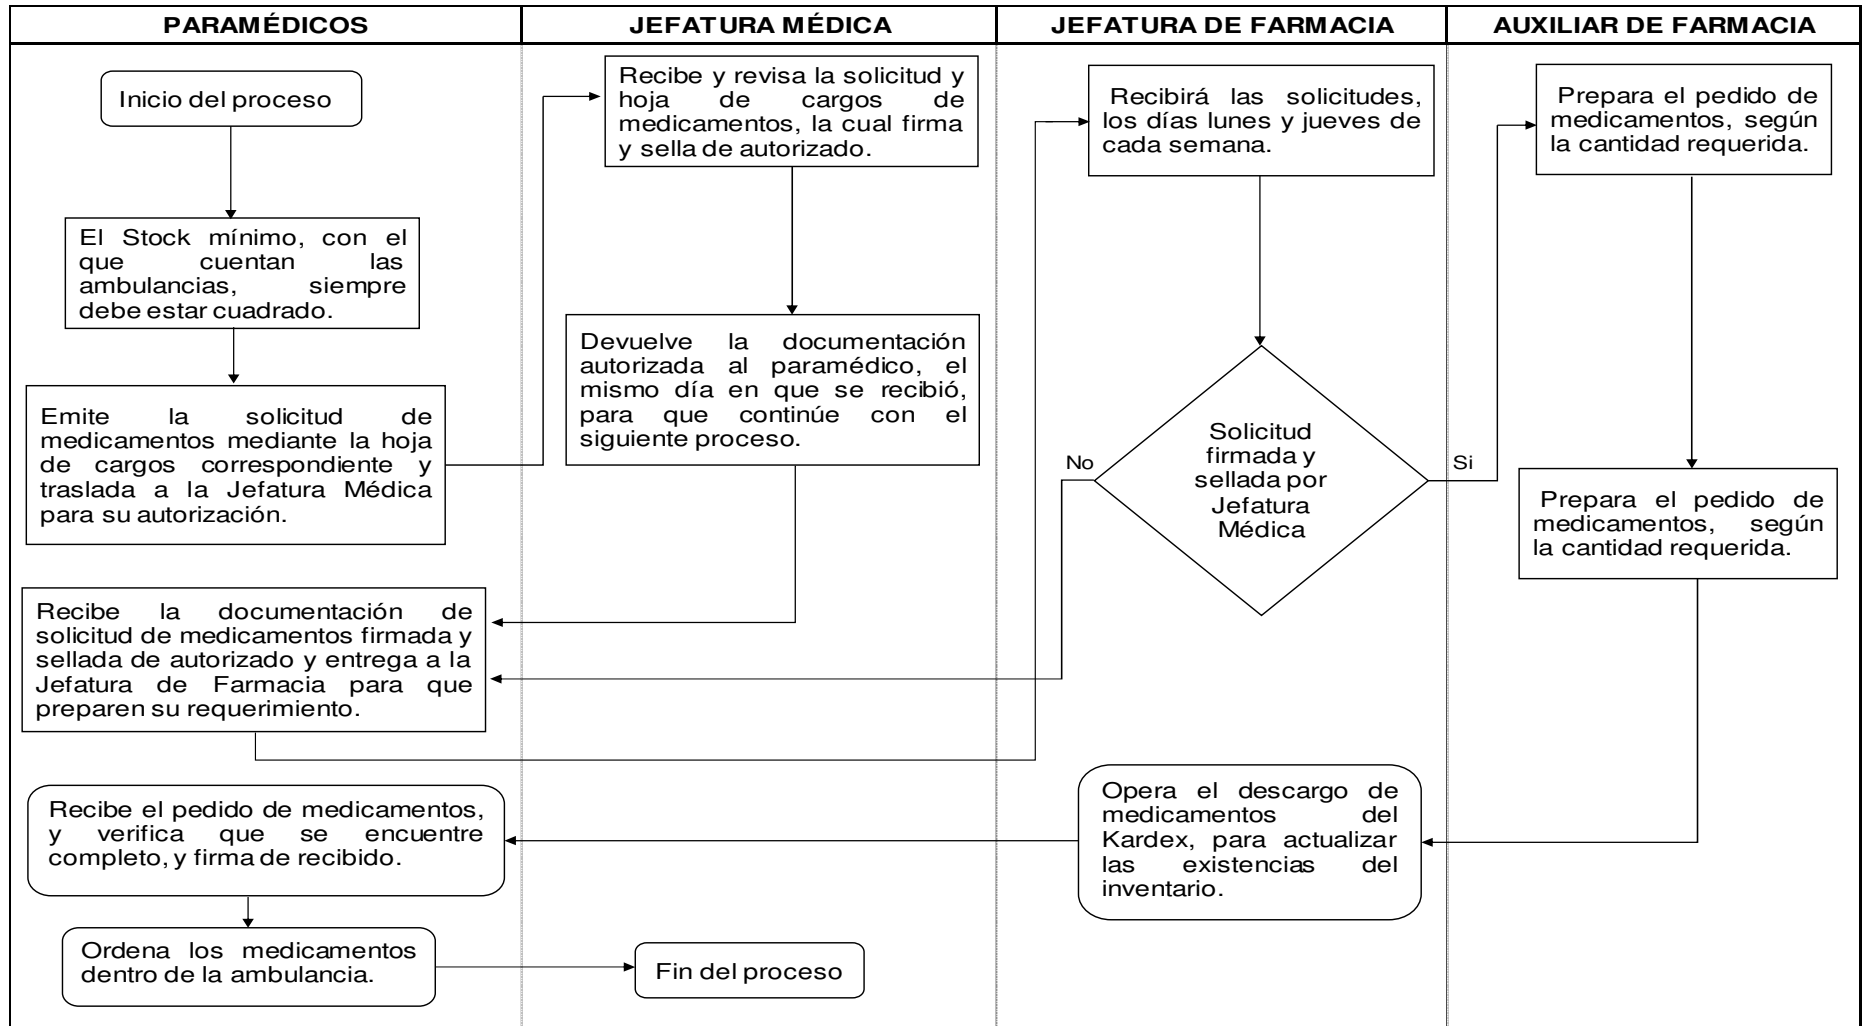 PARAMÉDICOS
JEFATURA MÉDICA
JEFATURA DE FARMACIA
AUXILIAR DE FARMACIA
Inicio del proceso
El Stock mínimo, con el
que cuentan las
ambulancias, siempre
debe estar cuadrado.
Emite la solicitud de
medicamentos mediante la hoja
de cargos correspondiente y
traslada a la Jefatura Médica
para su autorización.
Recibe y revisa la solicitud y
hoja de cargos de
medicamentos, la cual firma
y sella de autorizado.
Devuelve la documentación
autorizada al paramédico, el
mismo día en que se recibió,
para que continúe con el
siguiente proceso.
Recibe la documentación de
solicitud de medicamentos firmada y
sellada de autorizado y entrega a la
Jefatura de Farmacia para que
preparen su requerimiento.
Recibirá las solicitudes,
los días lunes y jueves de
cada semana.
Solicitud
firmada y
sellada por
Jefatura
Médica
No
Si
Prepara el pedido de
medicamentos, según
la cantidad requerida.
Prepara el pedido de
medicamentos, según
la cantidad requerida.
Opera el descargo de
medicamentos del
Kardex, para actualizar
las existencias del
inventario.
Recibe el pedido de medicamentos,
y verifica que se encuentre
completo, y firma de recibido.
Ordena los medicamentos
dentro de la ambulancia.
Fin del proceso